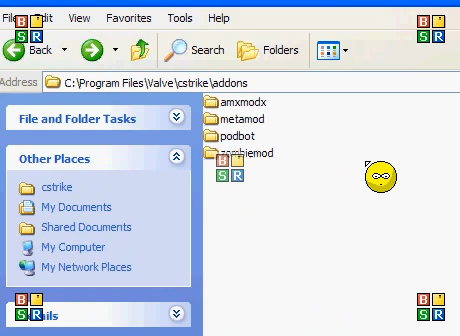 File Edit View Favorites Tools Help
Back Search Folders
Address C:\Program Files\Valve\cstrike\addons
File and Folder Tasks
Other Places
cstrike
My Documents
Shared Documents
My Computer
My Network Places
Details
amxmodx
metamod
podbot
zombiemod
B
S R
B
S R
B
S R
B
S R
B
S R